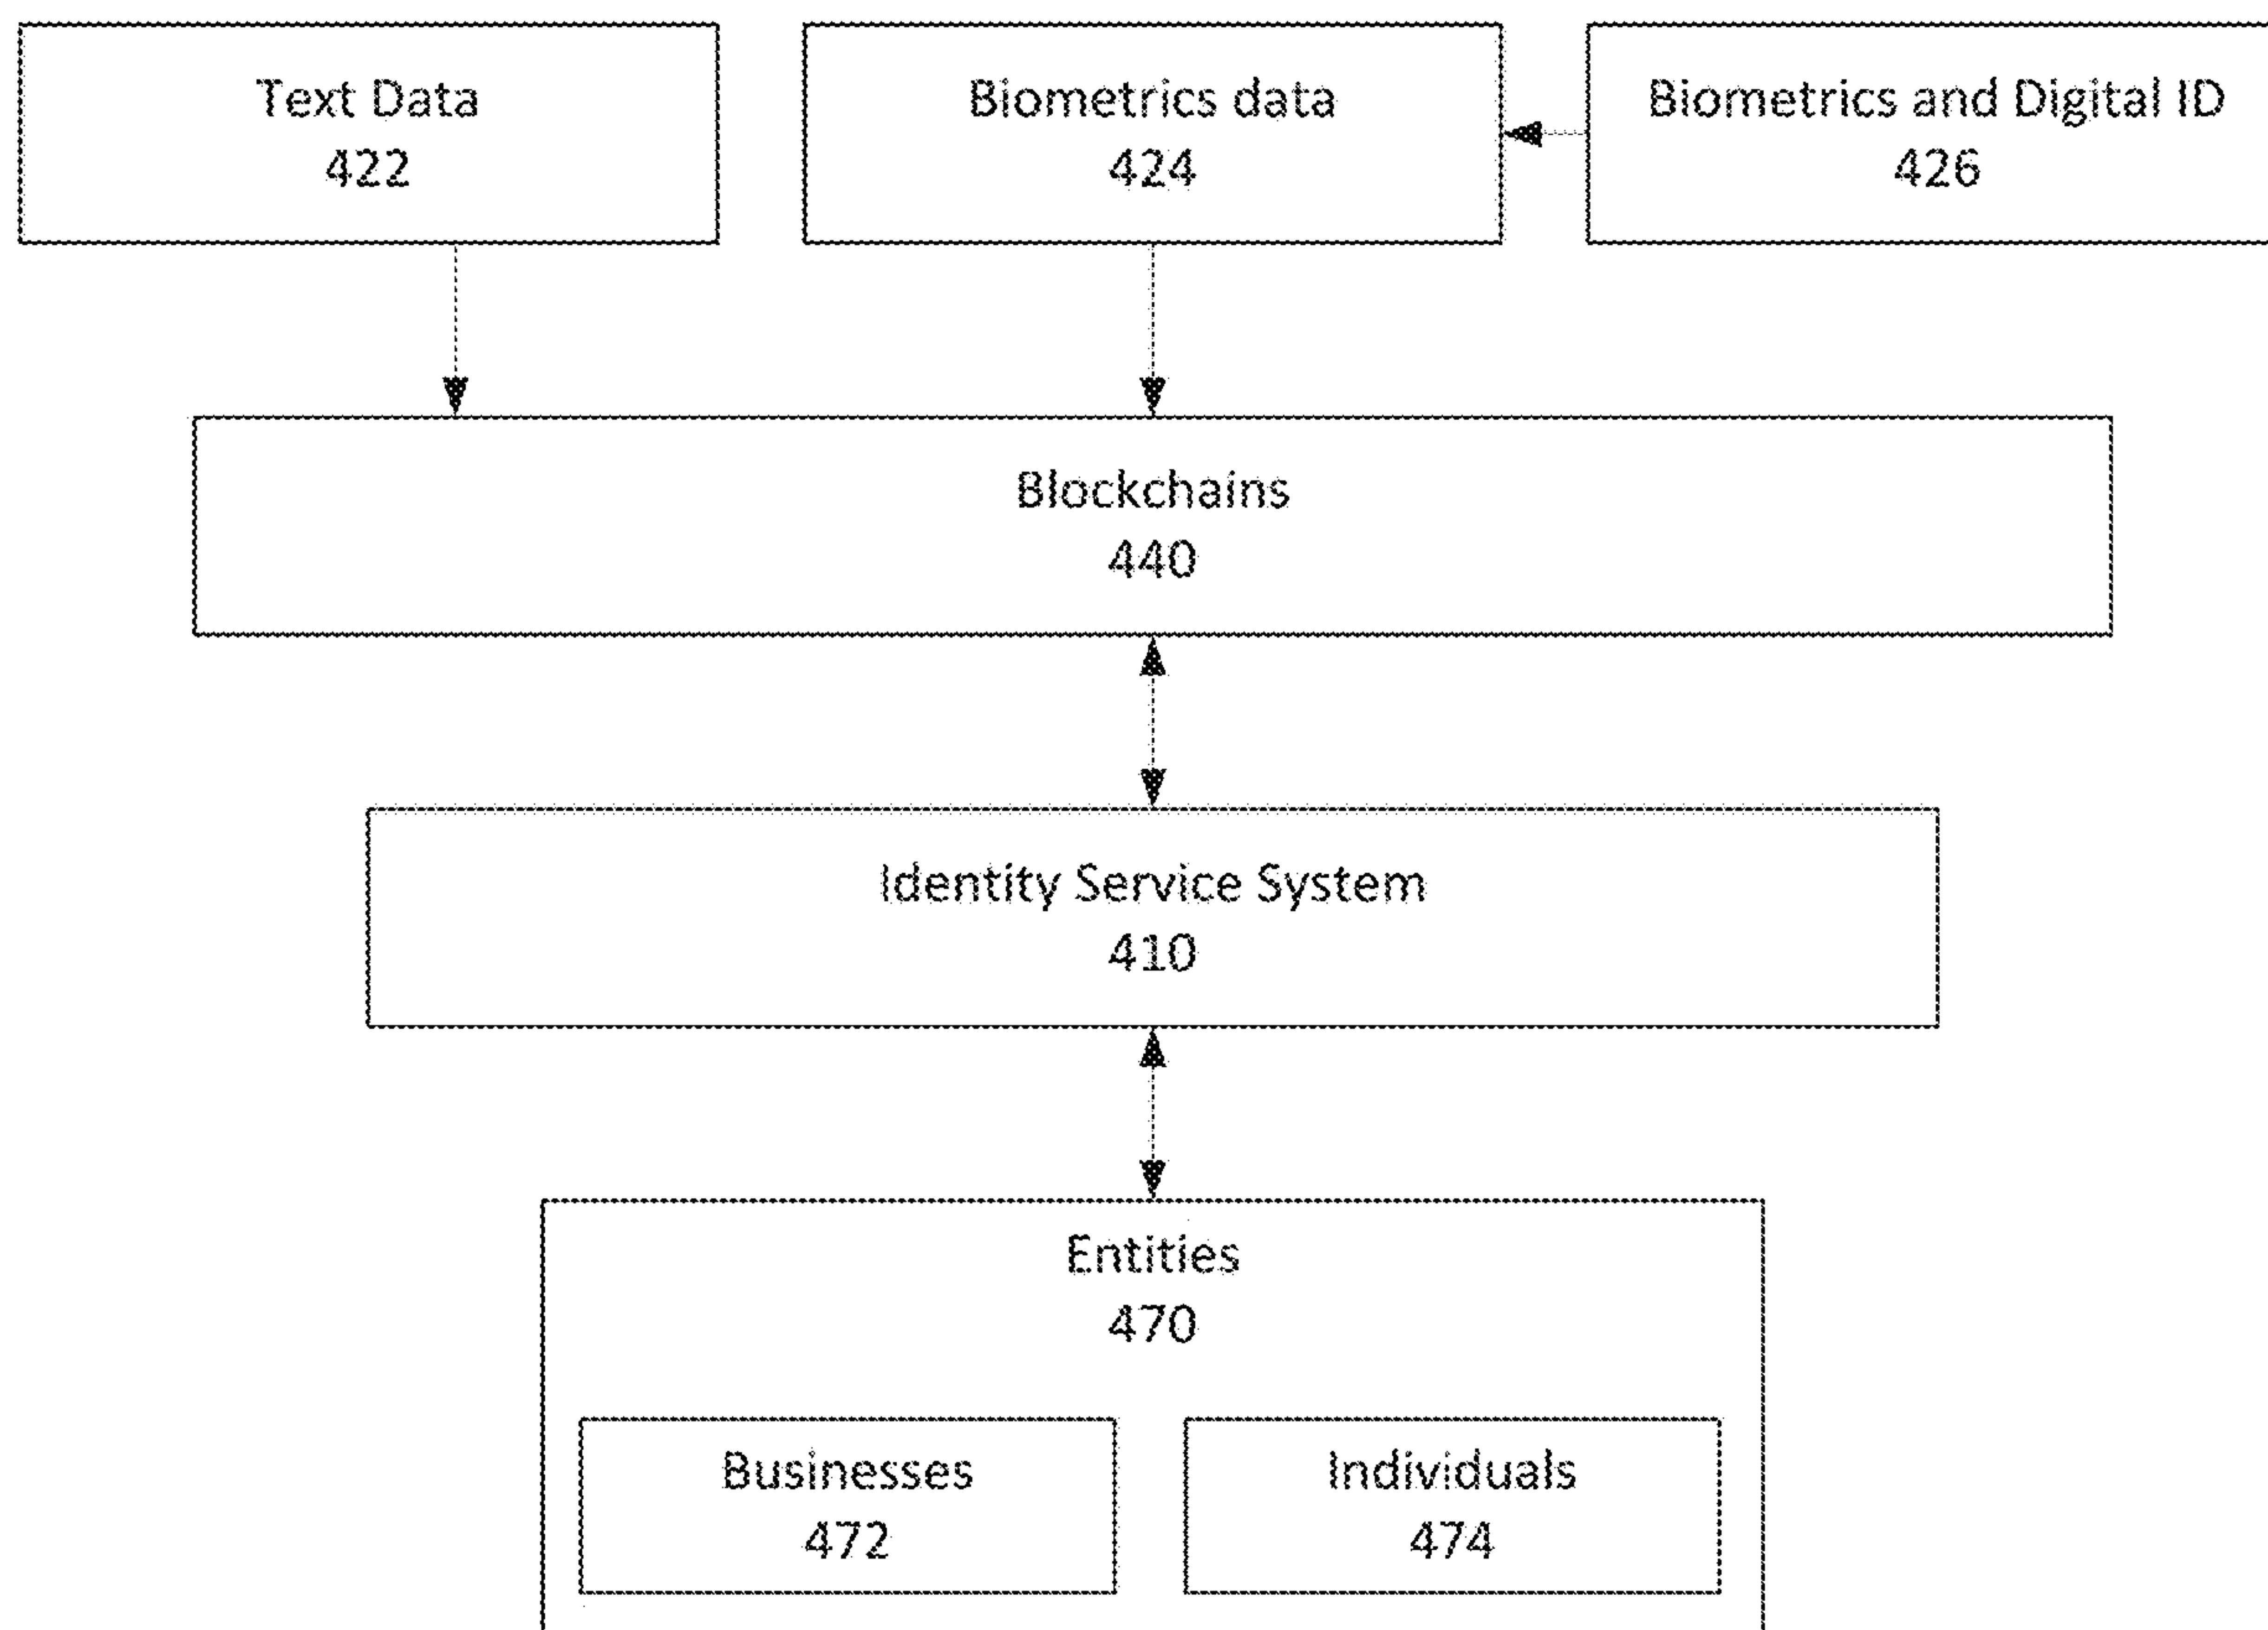 Text Data
422
Biometrics data
424
Biometrics and Digital ID
426
Blockchains
440
Identity Service System
410
Entities
470
Businesses
472
Individuals
474